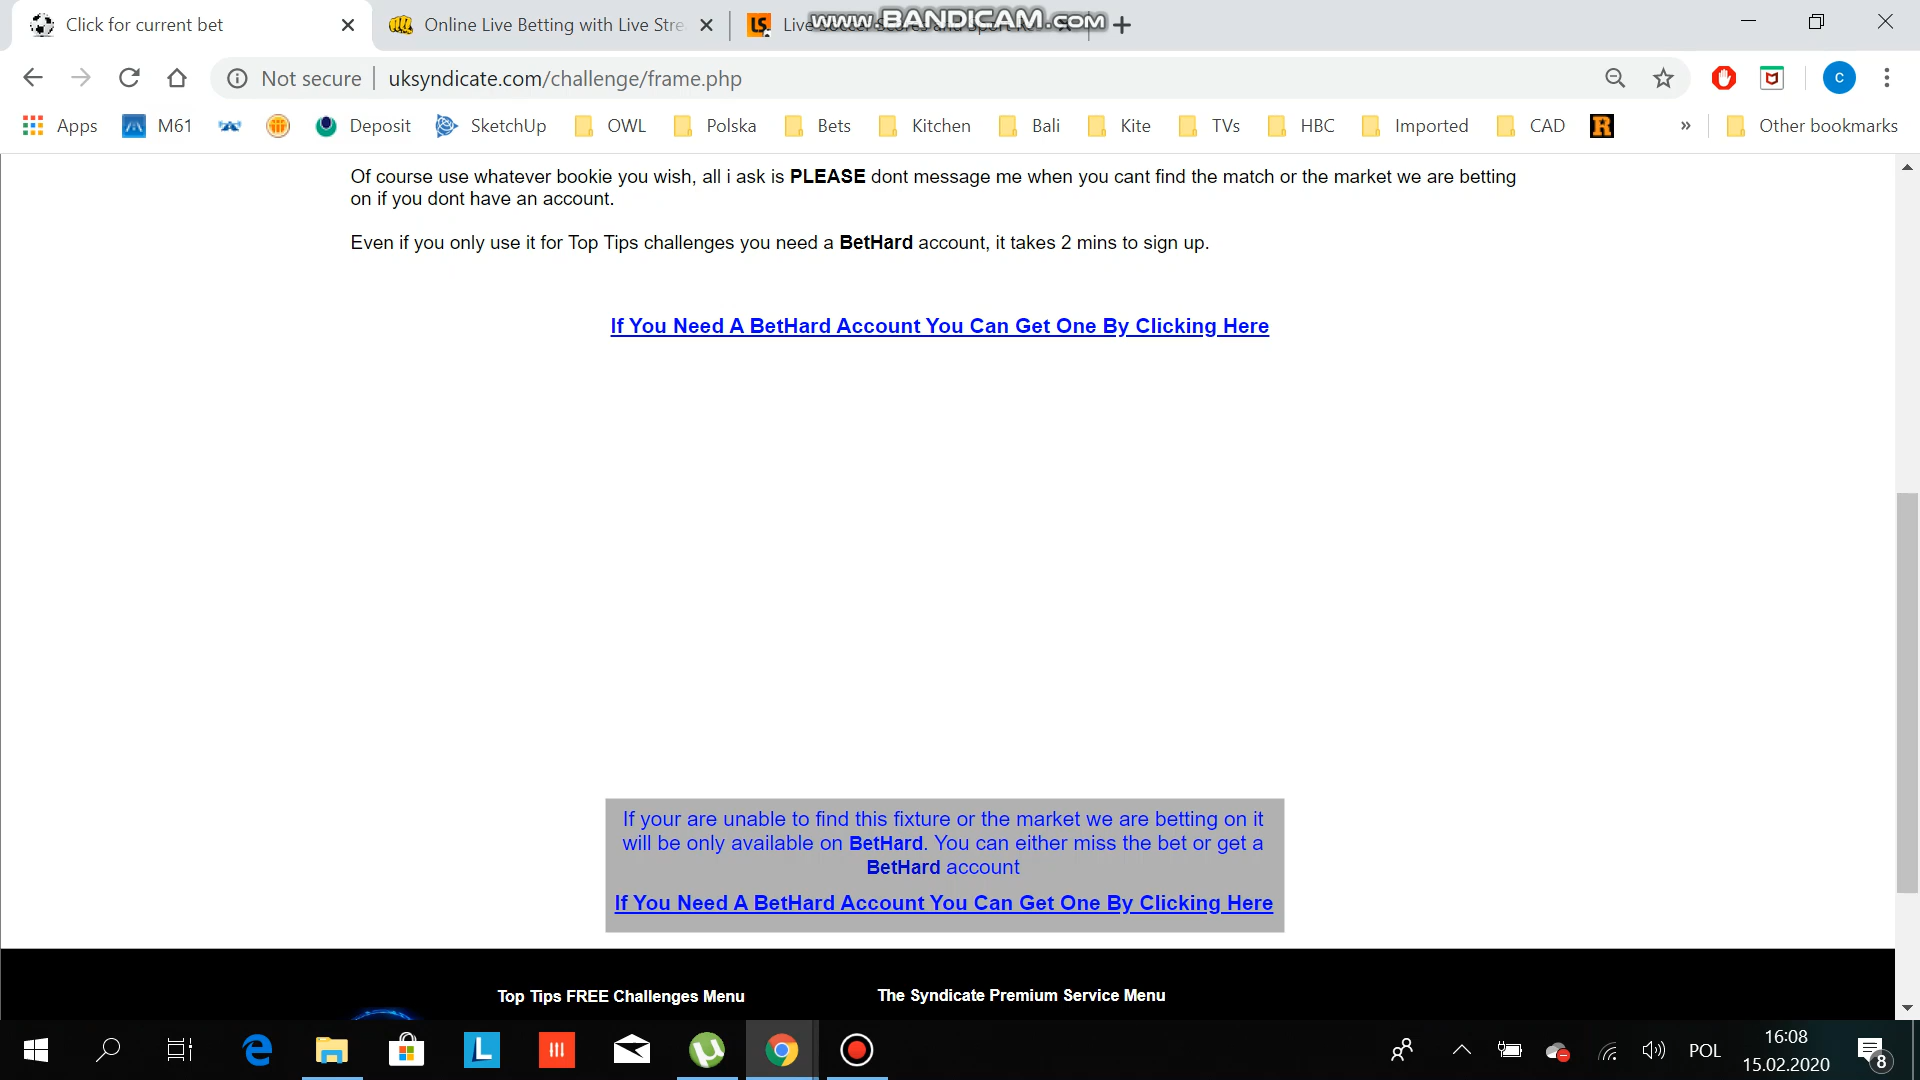 Click for current bet
Online Live Betting with Live Stre
Live Soccer Scores and Sport
www.BANDICAM.com
Not secure
uksyndicate.com/challenge/frame.php
C
Apps
M61
Deposit
SketchUp
OWL
Polska
Bets
Kitchen
Bali
Kite
TVs
HBC
Imported
CAD
R
»
Other bookmarks
Of course use whatever bookie you wish, all i ask is PLEASE dont message me when you cant find the match or the market we are betting
on if you dont have an account.
Even if you only use it for Top Tips challenges you need a BetHard account, it takes 2 mins to sign up.
If You Need A BetHard Account You Can Get One By Clicking Here
If your are unable to find this fixture or the market we are betting on it
will be only available on BetHard. You can either miss the bet or get a
BetHard account
If You Need A BetHard Account You Can Get One By Clicking Here
Top Tips FREE Challenges Menu
The Syndicate Premium Service Menu
L
POL
16:08
15.02.2020
8